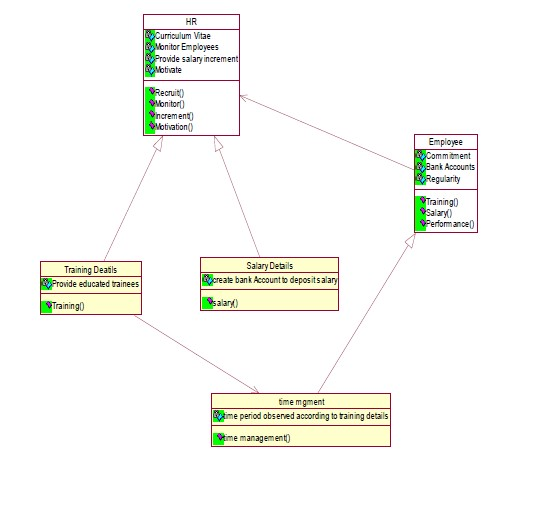 HR
Curriculum Vitae
Monitor Employees
Provide salary increment
Motivate
Recruit()
Monitor()
Increment()
Motivation()
Employee
Commitment
Bank Accounts
Regularity
Training()
Salary()
Performance()
Training Deatils
Provide educated trainees
Training()
Salary Details
create bank Account to deposit salary
salary()
time mgment
time period observed according to training details
time management()